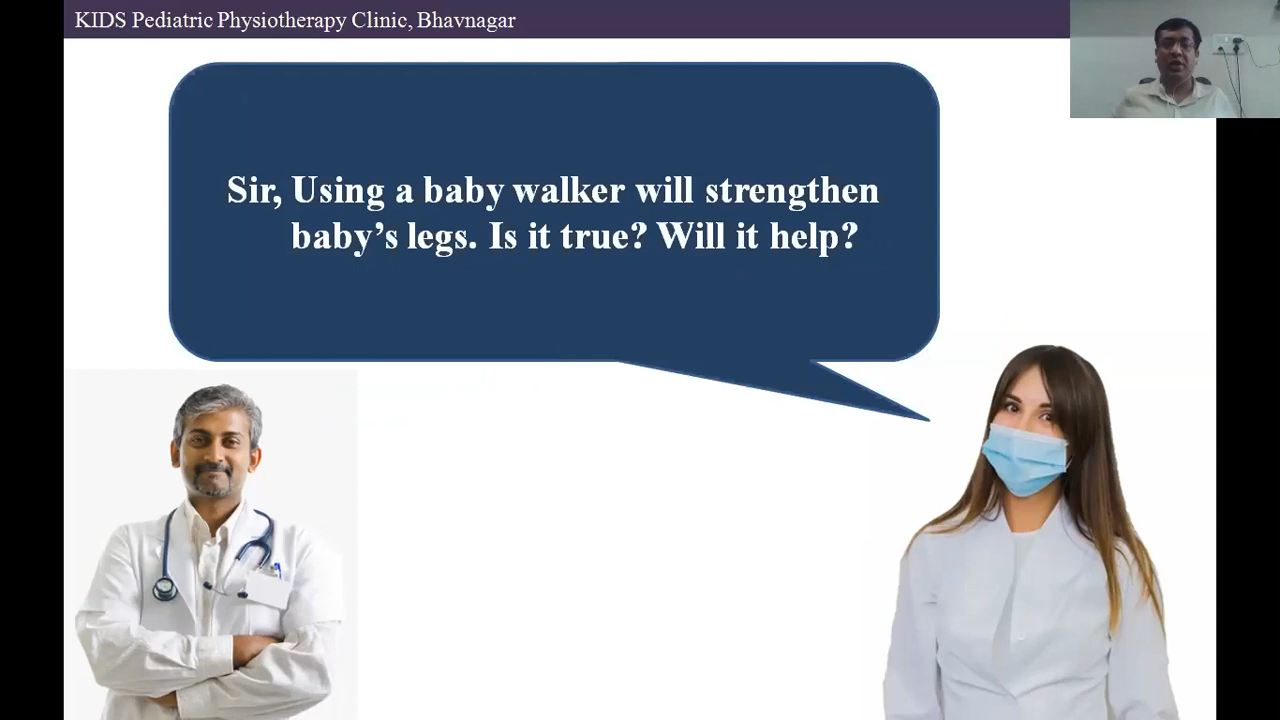 KIDS Pediatric Physiotherapy Clinic, Bhavnagar
Sir, Using a baby walker will strengthen
baby’s legs. Is it true? Will it help?